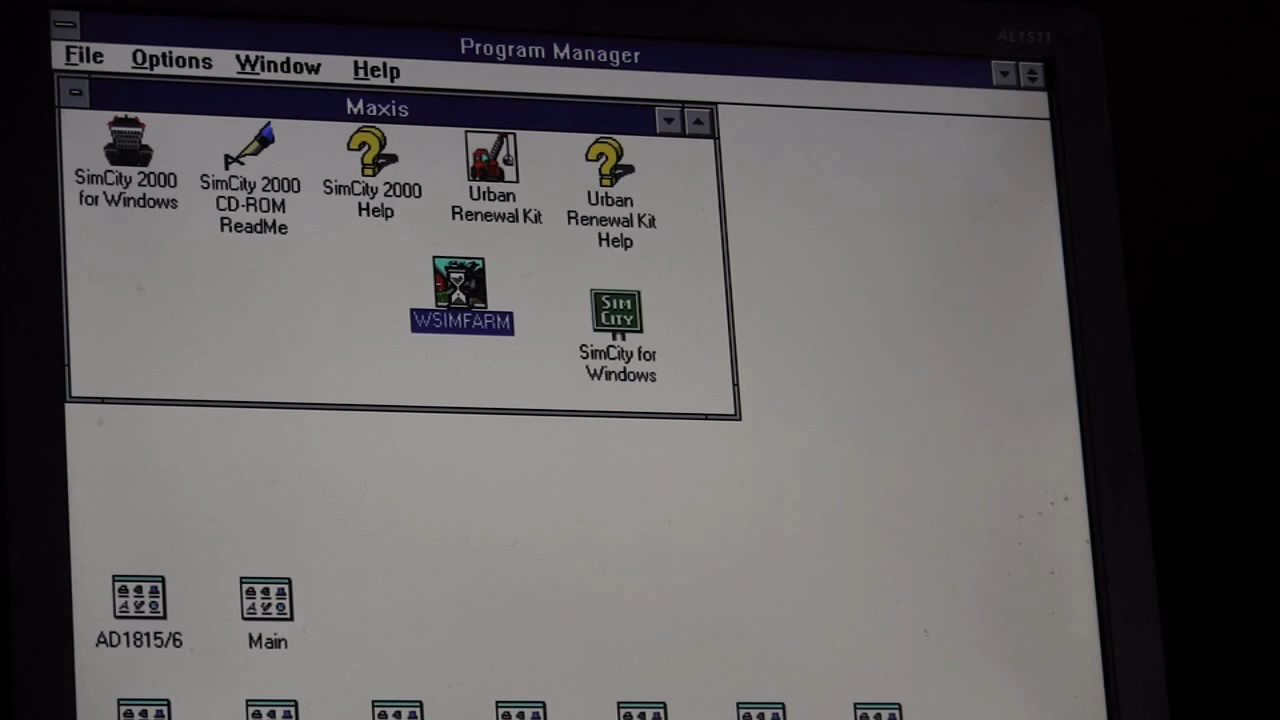 AL1511
Program Manager
File Options Window Help
Maxis
SimCity 2000
for Windows
SimCity 2000
CD-ROM
ReadMe
SimCity 2000
Help
Urban
Renewal Kit
Urban
Renewal Kit
Help
WSIMFARM
SIM
CITY
SimCity for
Windows
AD1815/6
Main